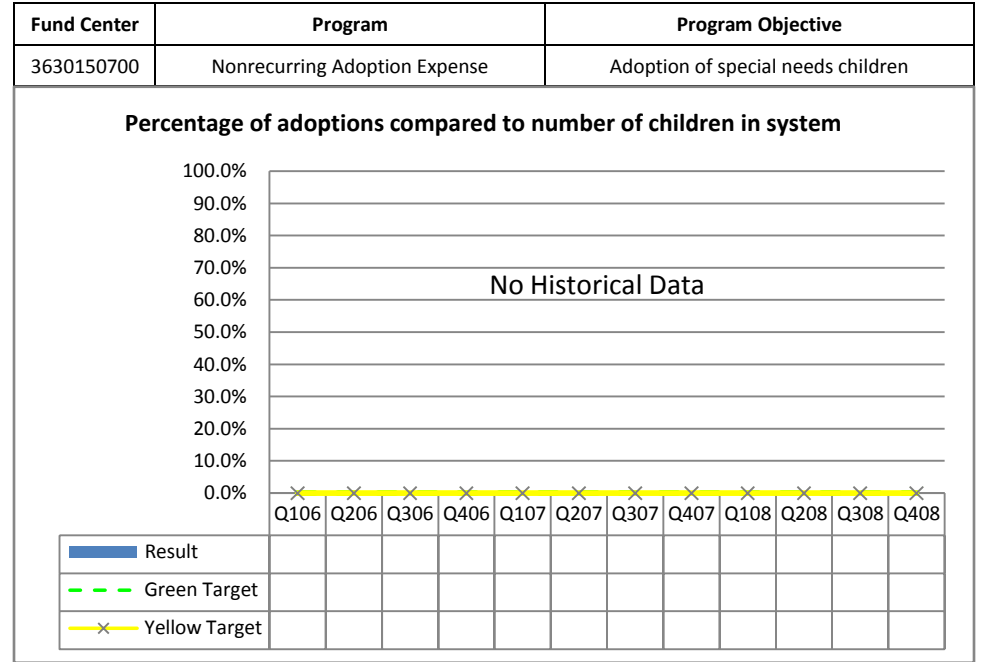 Fund Center Program Program Objective
3630150700 Nonrecurring Adoption Expense Adoption of special needs children
Percentage of adoptions compared to number of children in system
100.0%
90.0%
80.0%
70.0%
No Historical Data
60.0%
50.0%
40.0%
30.0%
20.0%
10.0%
0.0%
Q106 Q206 Q306 Q406 Q107 Q207 Q307 Q407 Q108 Q208 Q308 Q408
Result
Green Target
Yellow Target